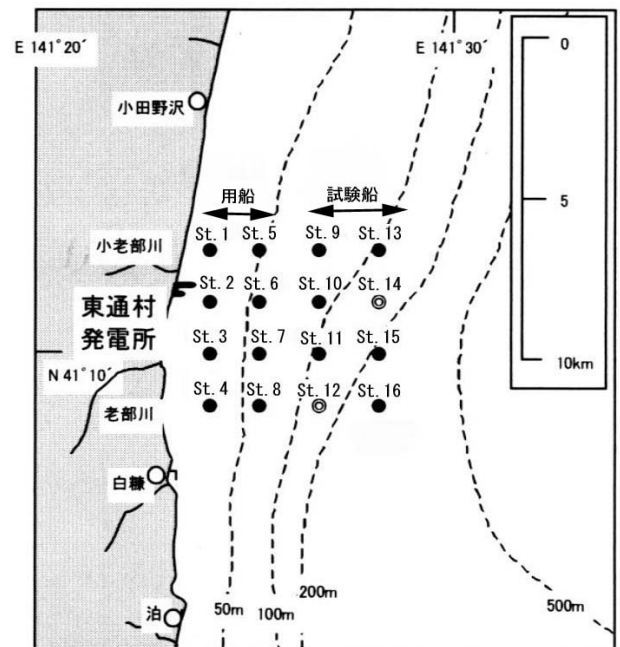 E 141°20′
E 141°30′
0
小田野沢
用船
試験船
5
St.1 St.5 St.9 St.13
小老部川
St.2 St.6 St.10 St.14
東通村
発電所
St.3 St.7 St.11 St.15
10km
N 41°10′
St.4 St.8 St.12 St.16
老部川
白糠
200m
50m
100m
500m
泊